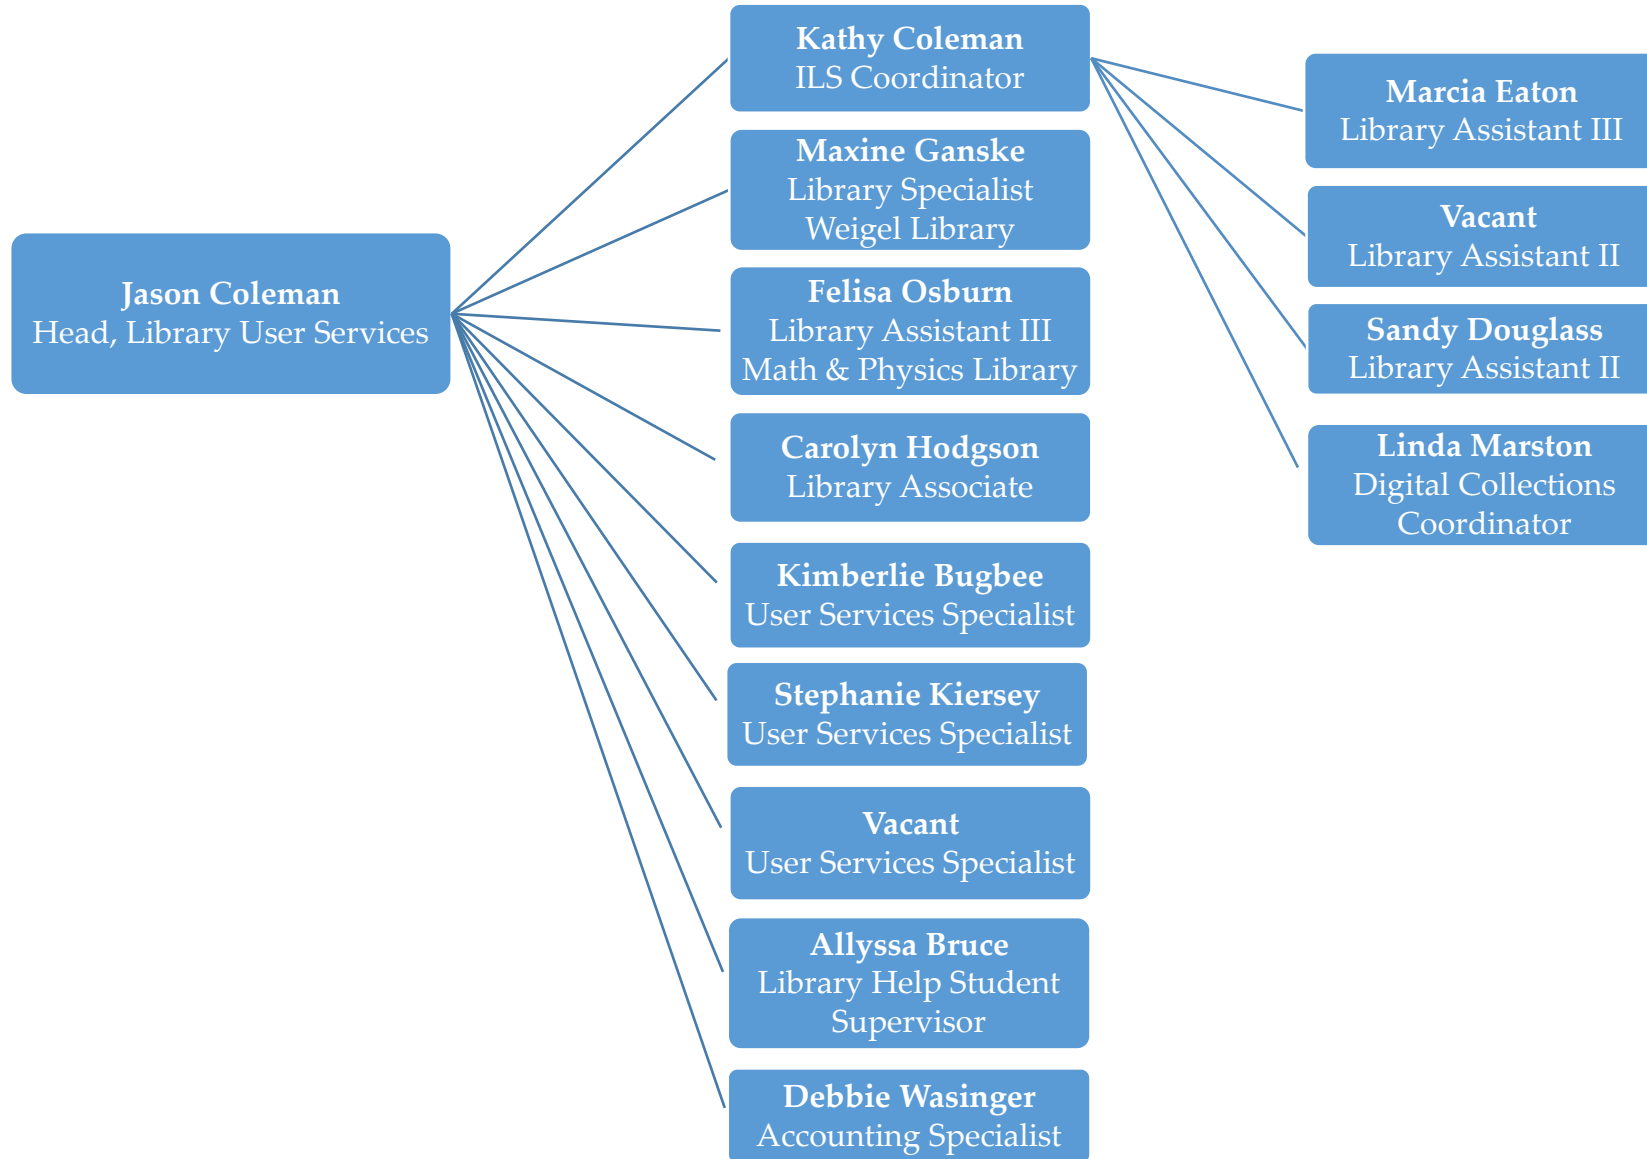 Jason Coleman
Head, Library User Services
Kathy Coleman
ILS Coordinator
Maxine Ganske
Library Specialist
Weigel Library
Felisa Osburn
Library Assistant III
Math & Physics Library
Carolyn Hodgson
Library Associate
Kimberlie Bugbee
User Services Specialist
Stephanie Kiersey
User Services Specialist
Vacant
User Services Specialist
Allyssa Bruce
Library Help Student
Supervisor
Debbie Wasinger
Accounting Specialist
Marcia Eaton
Library Assistant III
Vacant
Library Assistant II
Sandy Douglass
Library Assistant II
Linda Marston
Digital Collections
Coordinator